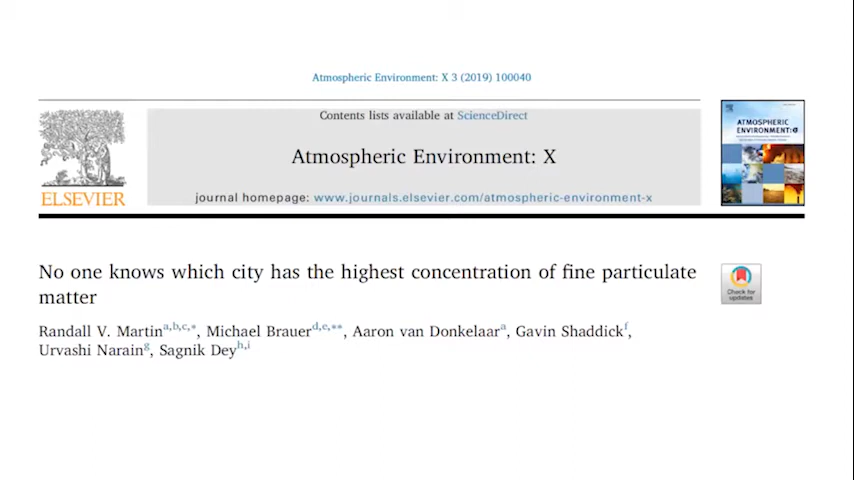 Atmospheric Environment: X 3 (2019) 100040
Contents lists available at ScienceDirect
Atmospheric Environment: X
journal homepage: www.journals.elsevier.com/atmospheric-environment-x
ELSEVIER
ATMOSPHERIC
ENVIRONMENT:
No one knows which city has the highest concentration of fine particulate
matter
Check for
updates
Randall V. Martin a,b,c,*, Michael Brauer d,e,**, Aaron van Donkelaar a, Gavin Shaddick f,
Urvashi Narain g, Sagnik Dey h,i